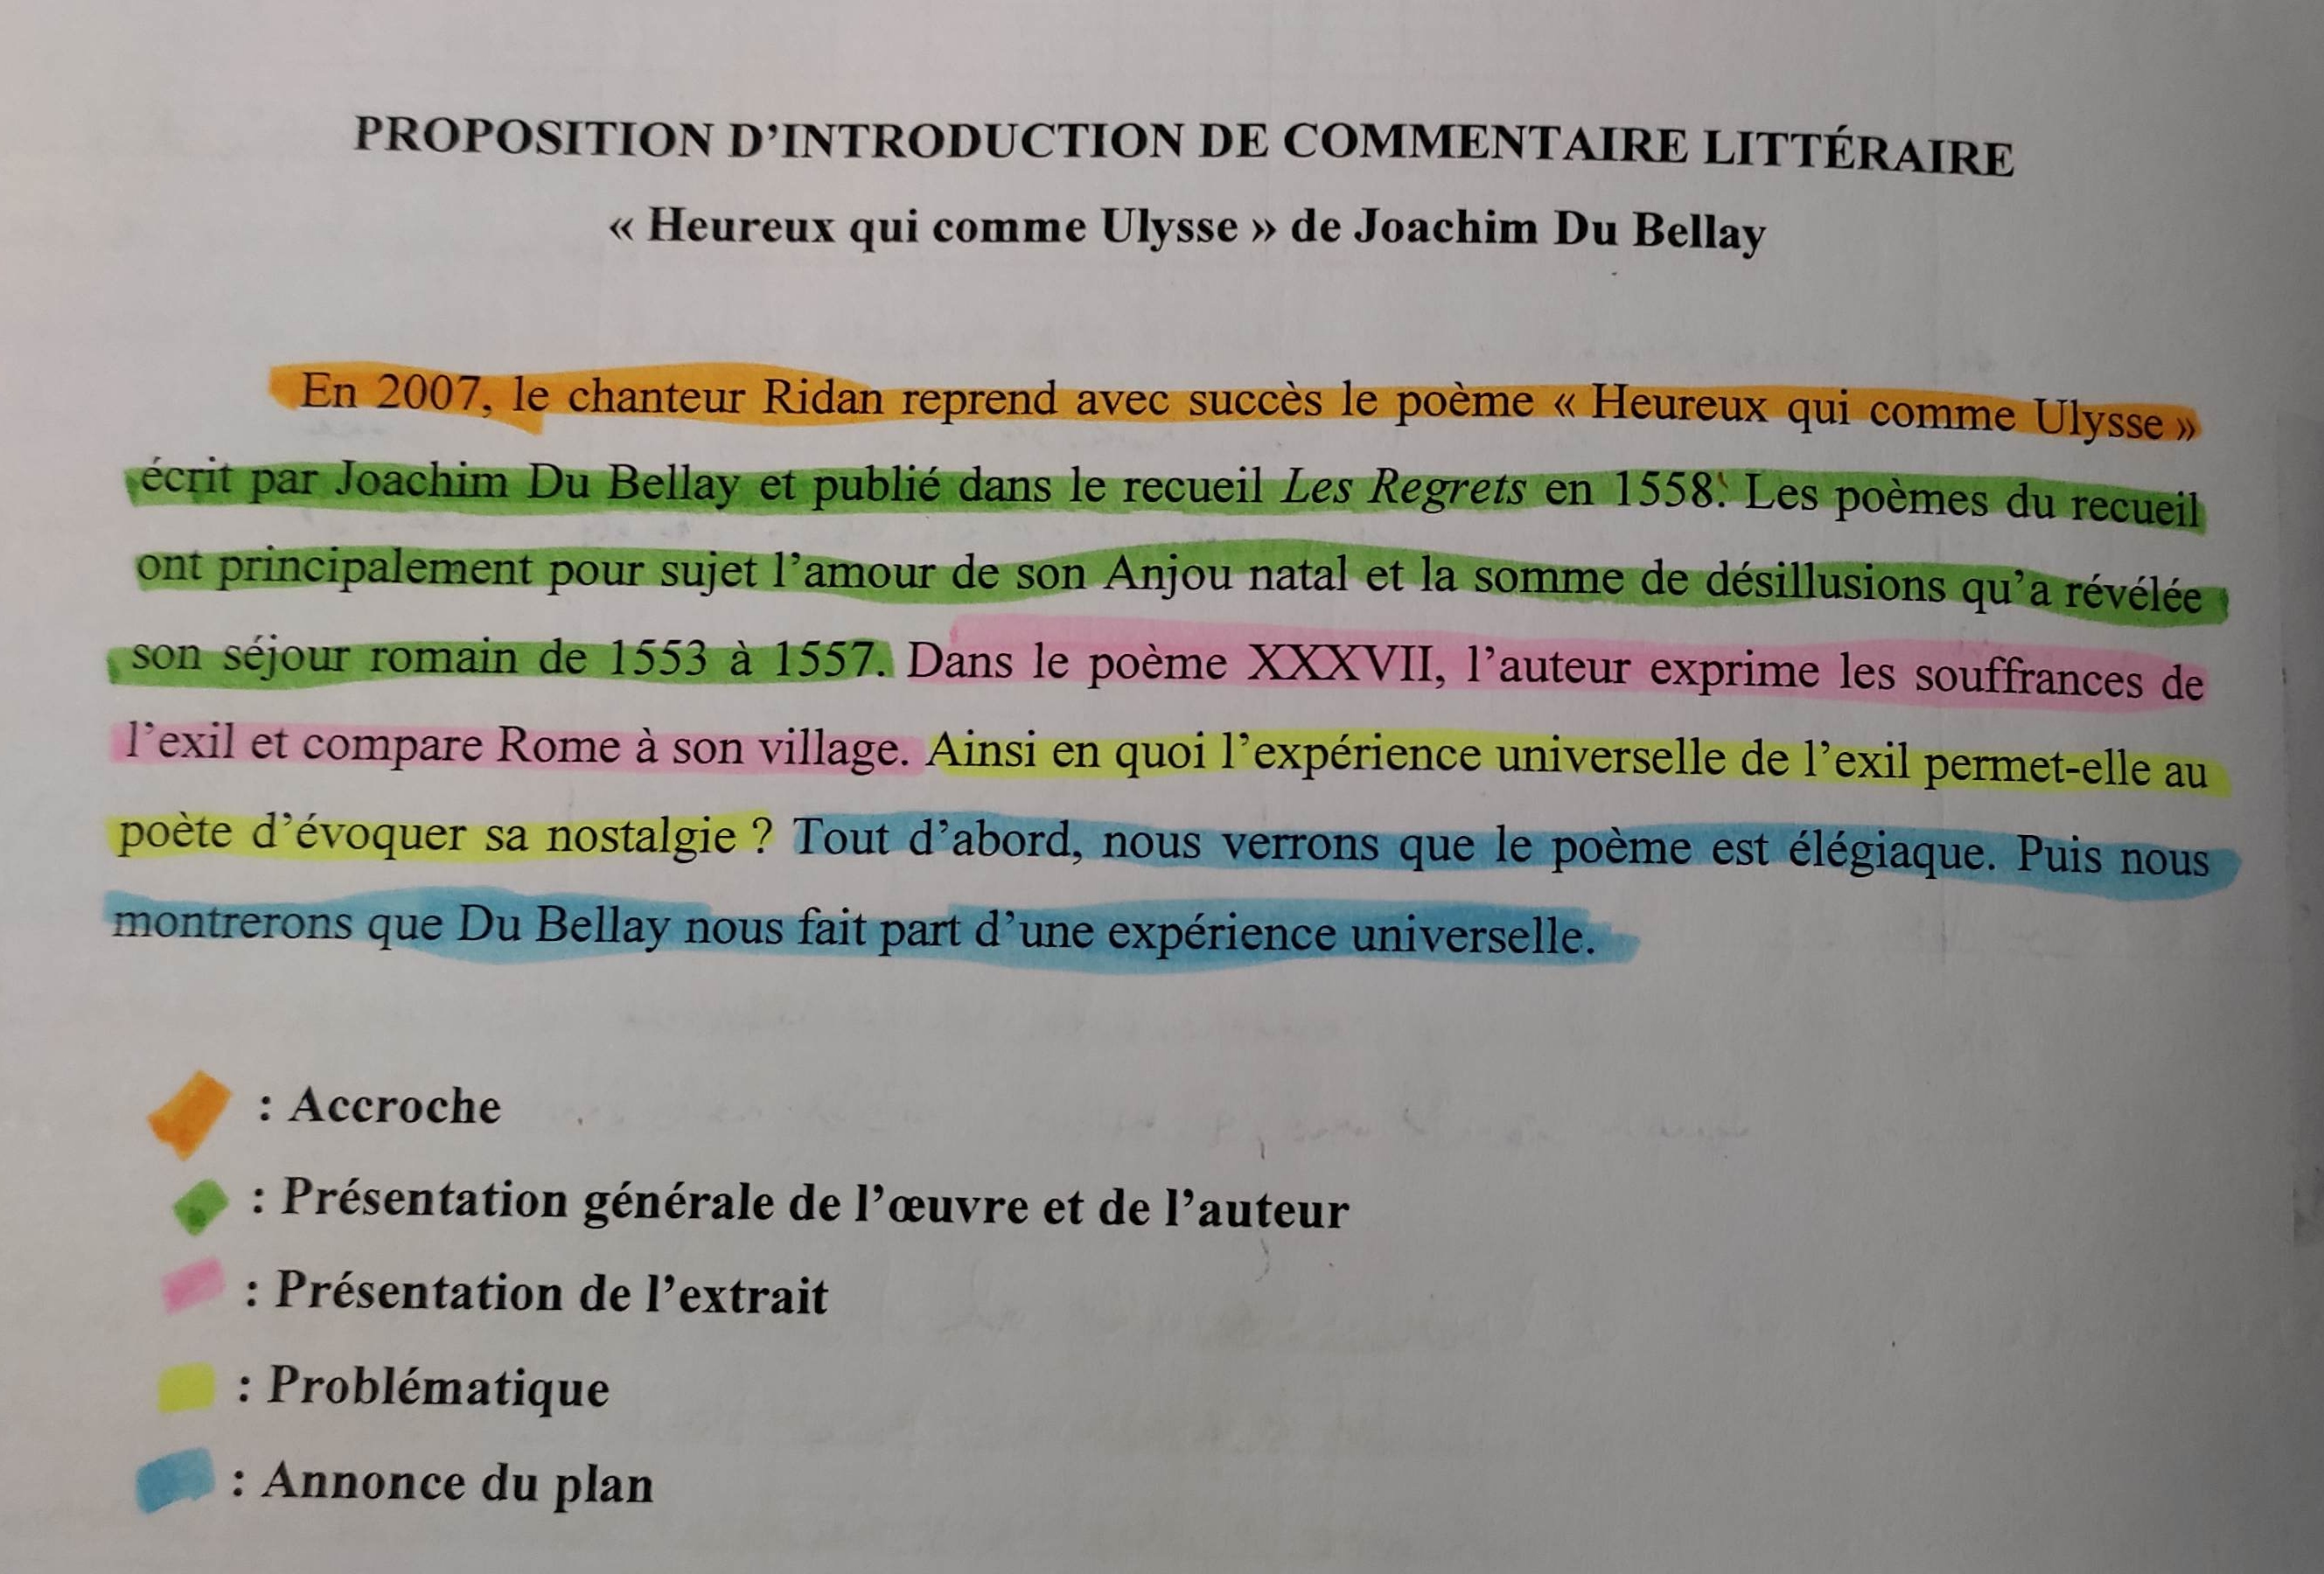 PROPOSITION D'INTRODUCTION DE COMMENTAIRE LITTÉRAIRE
« Heureux qui comme Ulysse » de Joachim Du Bellay
En 2007, le chanteur Ridan reprend avec succès le poème « Heureux qui comme Ulysse »
écrit par Joachim Du Bellay et publié dans le recueil Les Regrets en 1558. Les poèmes du recueil
ont principalement pour sujet l'amour de son Anjou natal et la somme de désillusions qu'a révélée
son séjour romain de 1553 à 1557. Dans le poème XXXVII, l'auteur exprime les souffrances de
l'exil et compare Rome à son village. Ainsi en quoi l'expérience universelle de l'exil permet-elle au
poète d'évoquer sa nostalgie ? Tout d'abord, nous verrons que le poème est élégiaque. Puis nous
montrerons que Du Bellay nous fait part d'une expérience universelle.
: Accroche
: Présentation générale de l'œuvre et de l'auteur
: Présentation de l'extrait
: Problématique
: Annonce du plan